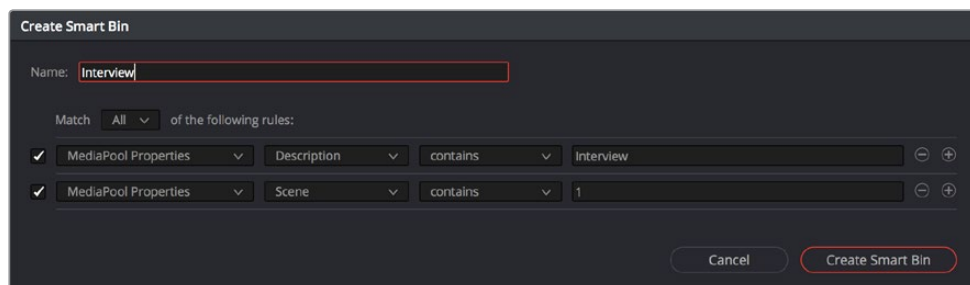 Create Smart Bin
Name: Interview
Match All of the following rules:
MediaPool Properties Description contains Interview
MediaPool Properties Scene contains 1
Cancel Create Smart Bin